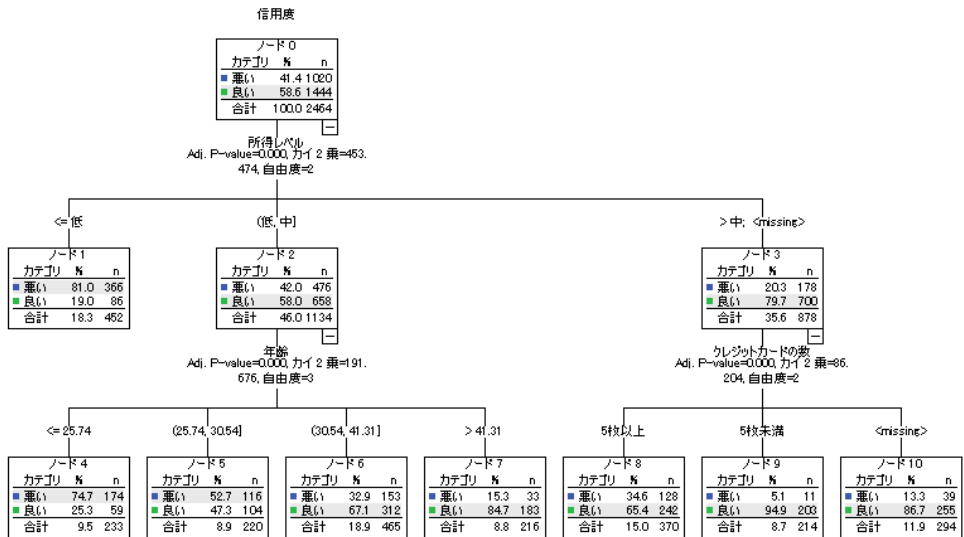 信用度
ノード 0
カテゴリ % n
悪い 41.4 1020
良い 58.6 1444
合計 100.0 2464
所得レベル
Adj. P-value=0.000, カイ 2 乗=453.
474, 自由度=2
<= 低
(低, 中]
> 中; <missing>
ノード 1
カテゴリ % n
悪い 81.0 366
良い 19.0 86
合計 18.3 452
ノード 2
カテゴリ % n
悪い 42.0 476
良い 58.0 658
合計 46.0 1134
ノード 3
カテゴリ % n
悪い 20.3 178
良い 79.7 700
合計 35.6 878
年齢
Adj. P-value=0.000, カイ 2 乗=191.
676, 自由度=3
クレジットカードの数
Adj. P-value=0.000, カイ 2 乗=86.
204, 自由度=2
<= 25.74
(25.74, 30.54]
(30.54, 41.31]
> 41.31
5枚以上
5枚未満
<missing>
ノード 4
カテゴリ % n
悪い 74.7 174
良い 25.3 59
合計 9.5 233
ノード 5
カテゴリ % n
悪い 52.7 116
良い 47.3 104
合計 8.9 220
ノード 6
カテゴリ % n
悪い 32.9 153
良い 67.1 312
合計 18.9 465
ノード 7
カテゴリ % n
悪い 15.3 33
良い 84.7 183
合計 8.8 216
ノード 8
カテゴリ % n
悪い 34.6 128
良い 65.4 242
合計 15.0 370
ノード 9
カテゴリ % n
悪い 5.1 11
良い 94.9 203
合計 8.7 214
ノード 10
カテゴリ % n
悪い 13.3 39
良い 86.7 255
合計 11.9 294